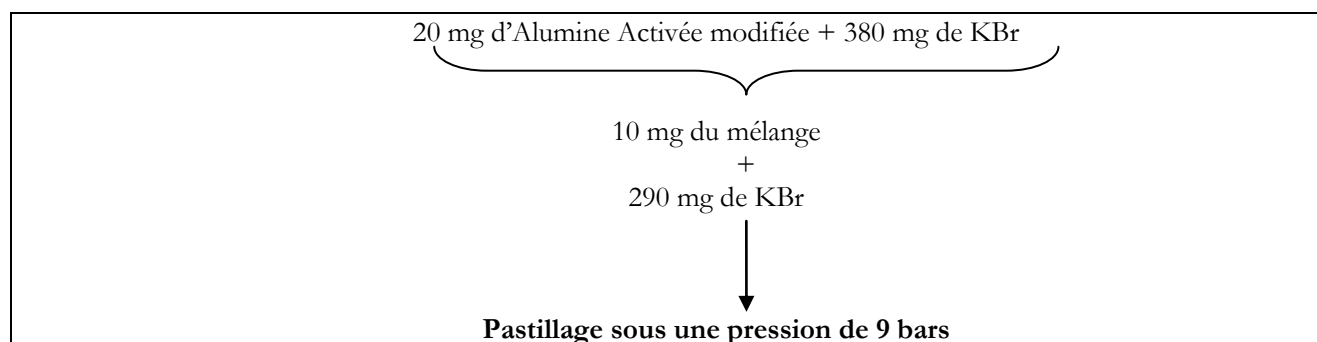 20 mg d’Alumine Activée modifiée + 380 mg de KBr
10 mg du mélange
+
290 mg de KBr
Pastillage sous une pression de 9 bars